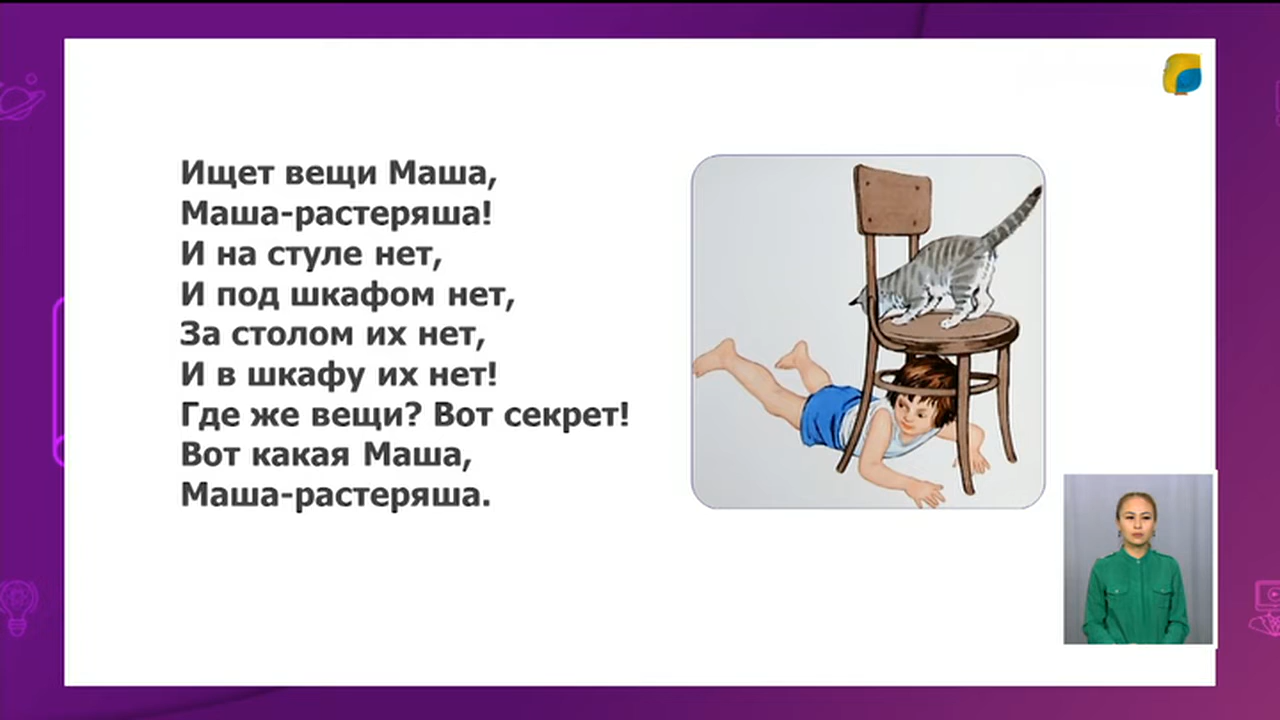 Ищет вещи Маша,
Маша-растеряша!
И на стуле нет,
И под шкафом нет,
За столом их нет,
И в шкафу их нет!
Где же вещи? Вот секрет!
Вот какая Маша,
Маша-растеряша.